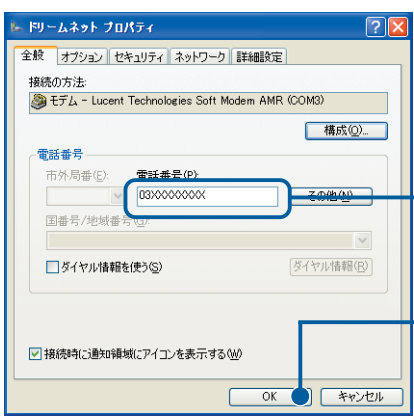 ドリームネット プロパティ
全般 オプション セキュリティ ネットワーク 詳細設定
接続の方法:
モデム - Lucent Technologies Soft Modem AMR (COM3)
構成(O)...
電話番号
市外局番(E): 電話番号(P):
03XXXXXXXX その他(N)
国番号/地域番号(G):
ダイヤル情報を使う(S) ダイヤル情報(R)
接続時に通知領域にアイコンを表示する(W)
OK キャンセル